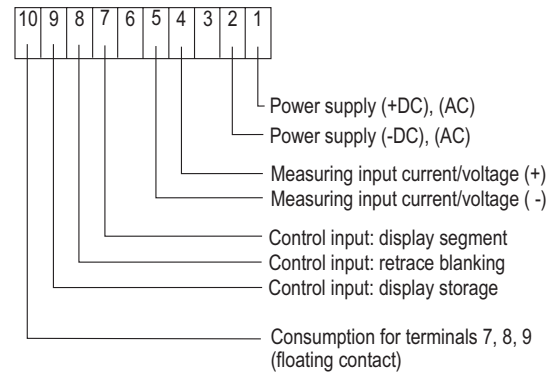 10 9 8 7 6 5 4 3 2 1
Power supply (+DC), (AC)
Power supply (-DC), (AC)
Measuring input current/voltage (+)
Measuring input current/voltage ( -)
Control input: display segment
Control input: retrace blanking
Control input: display storage
Consumption for terminals 7, 8, 9
(floating contact)